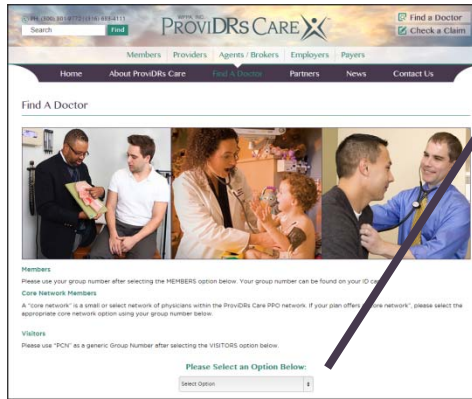 Find a Doctor
Search
Find
WPPA, INC.
PROVIDRS CARE
Check a Claim
Members Providers Agents / Brokers Employers Payers
Home About ProviDRs Care Find A Doctor Partners News Contact Us
Find A Doctor
Members
Please use your group number after selecting the MEMBERS option below. Your group number can be found on your ID
Core Network Members
A "core network" is a small or select network of physicians within the ProviDRs Care PPO network. If your plan offers a network", please select the
appropriate core network option using your group number below.
Visitors
Please use "PCN" as a generic Group Number after selecting the VISITORS option below.
Please Select an Option Below:
Select Option